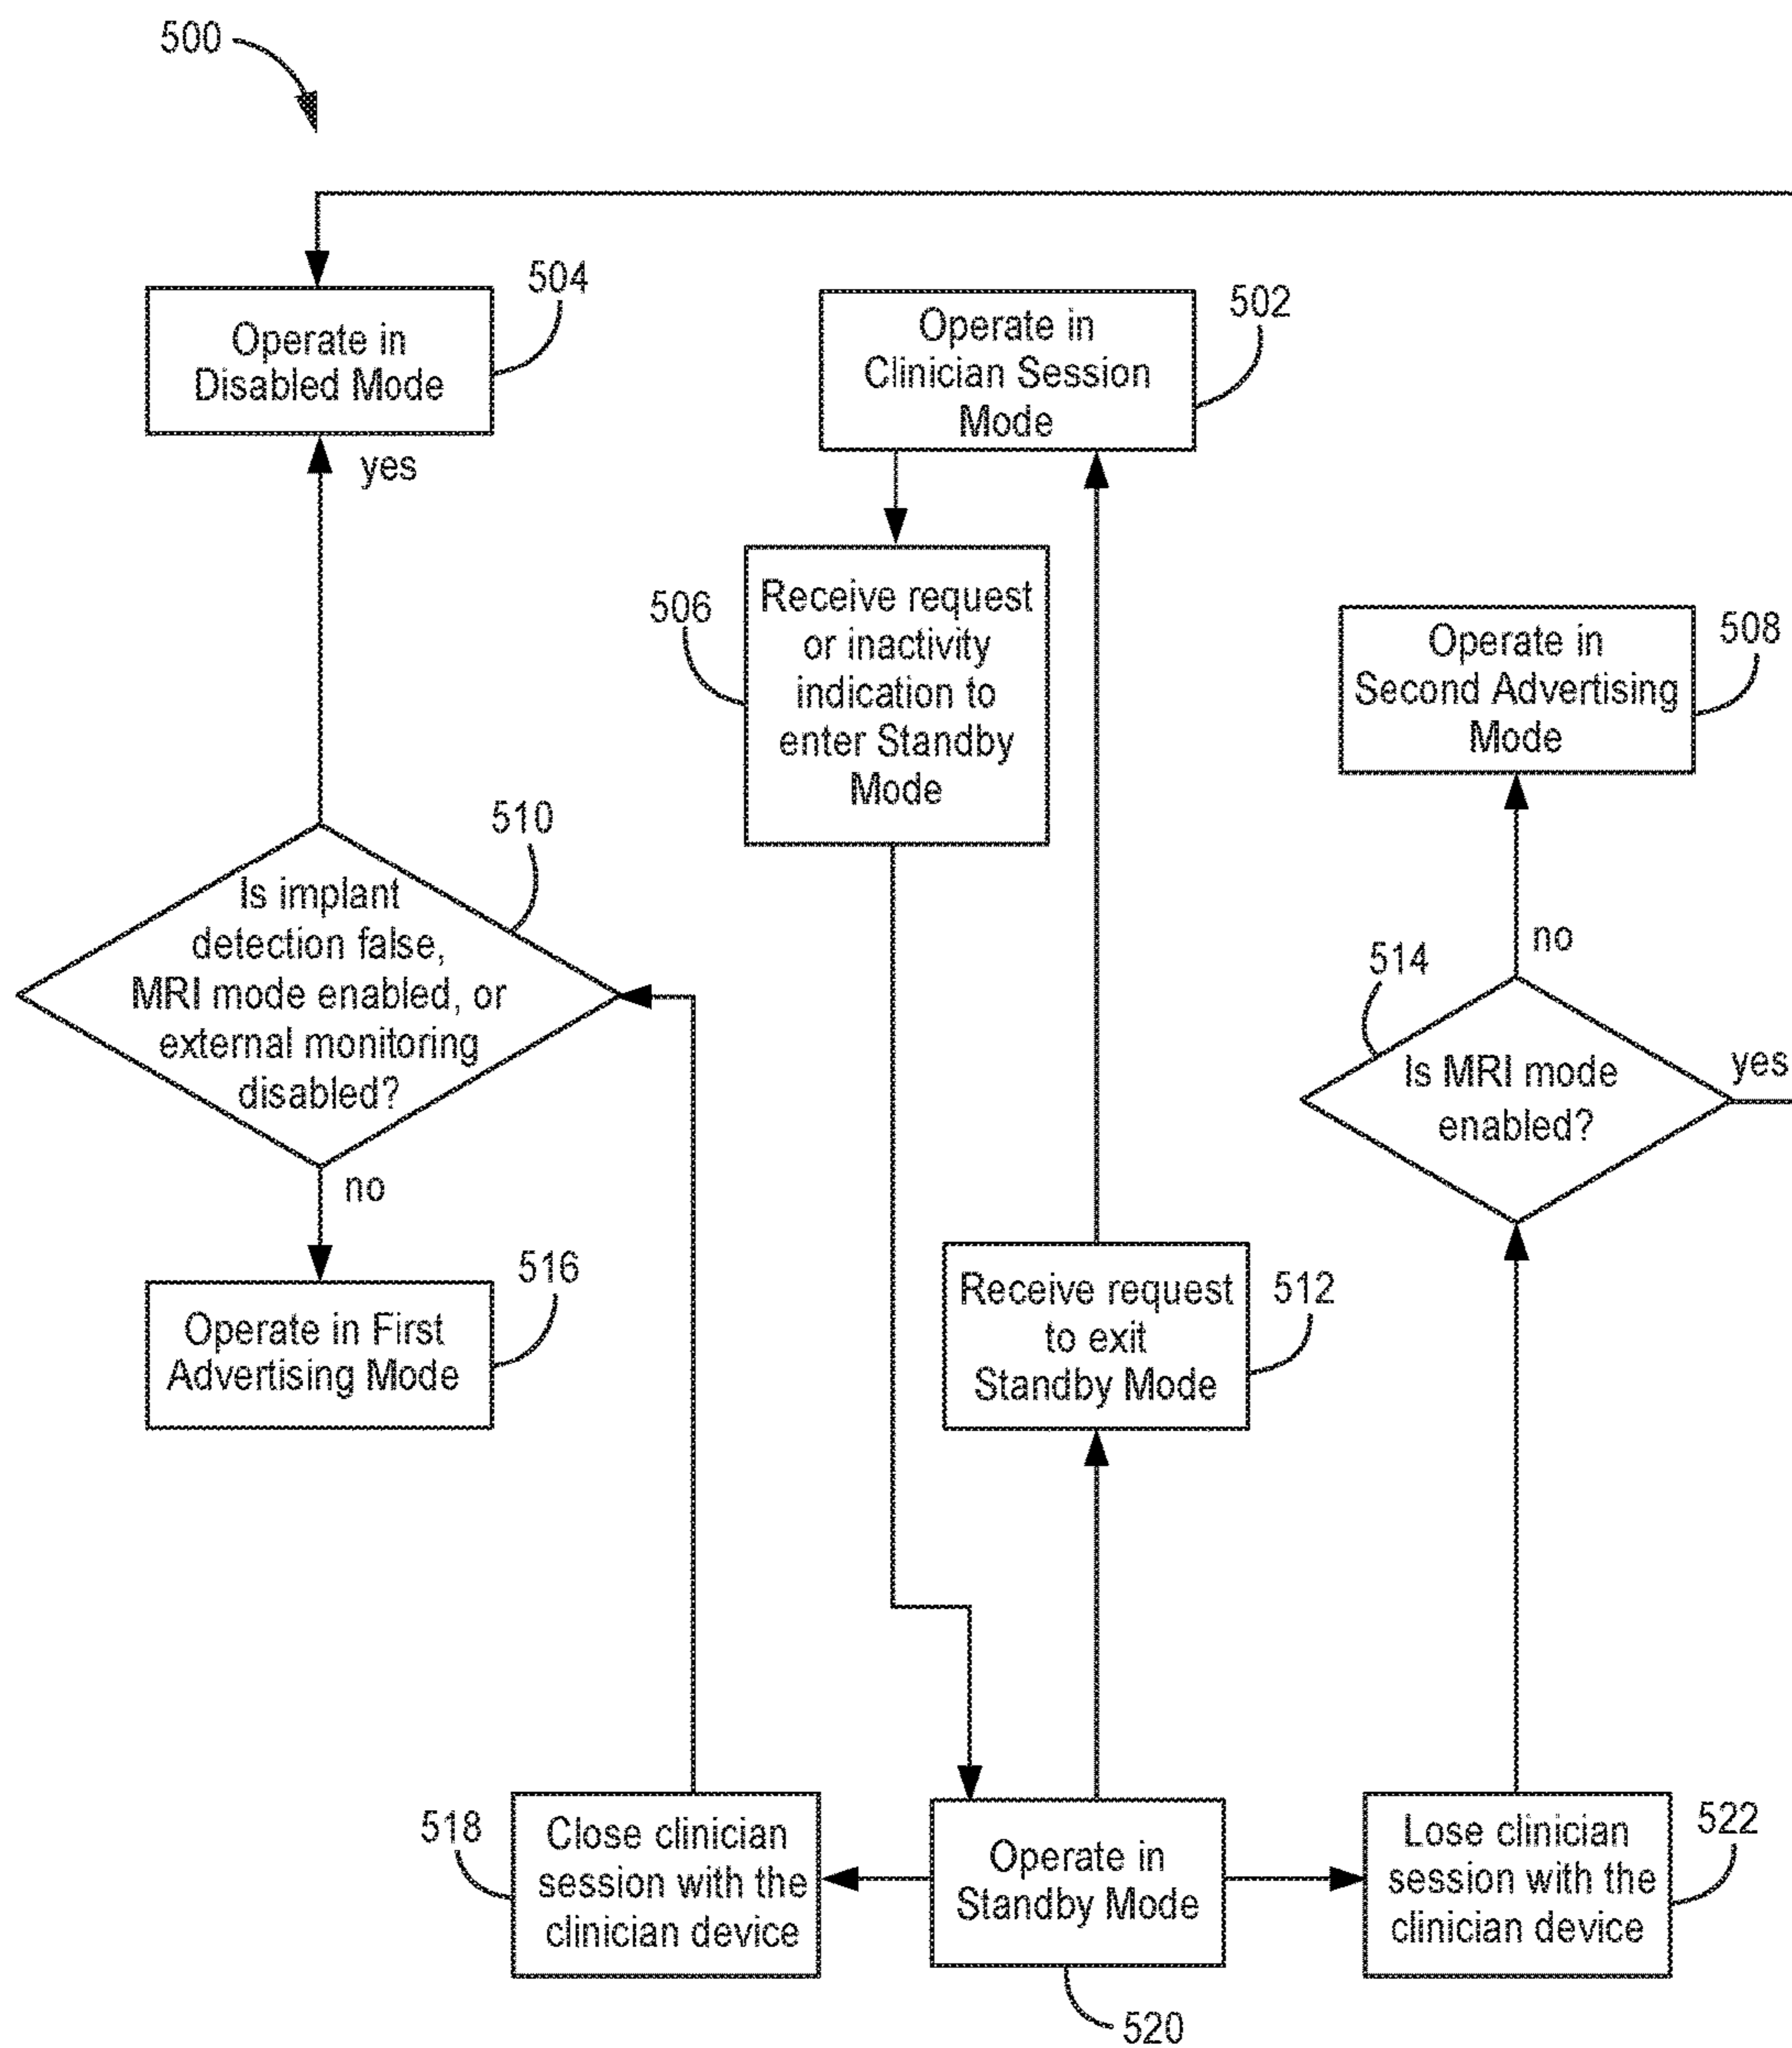 500
504
Operate in
Disabled Mode
502
Operate in
Clinician Session
Mode
yes
506
Receive request
or inactivity
indication to
enter Standby
Mode
508
Operate in
Second Advertising
Mode
510
Is implant
detection false,
MRI mode enabled, or
external monitoring
disabled?
no
514
Is MRI mode
enabled?
yes
no
516
Operate in First
Advertising Mode
512
Receive request
to exit
Standby Mode
518
Close clinician
session with the
clinician device
Operate in
Standby Mode
520
522
Lose clinician
session with the
clinician device